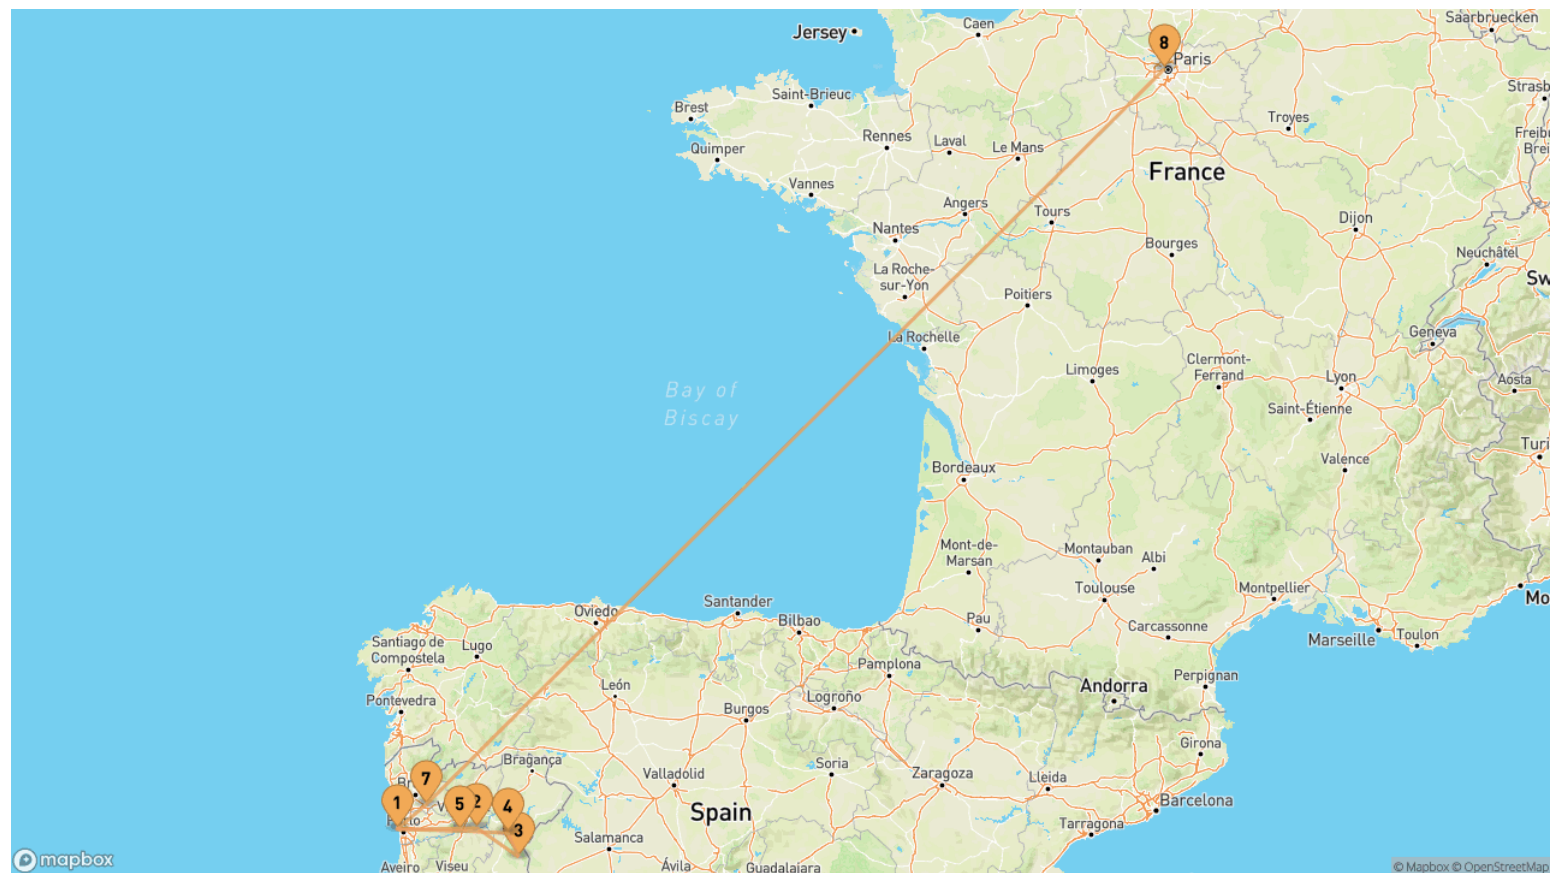 Caen
Saarbruecken
Jersey
8
Paris
Strasb
Saint-Brieuc
Brest
Troyes
Rennes
Laval
Le Mans
Freibu
Brei
Quimper
France
Vannes
Angers
Tours
Dijon
Nantes
Bourges
Neuchâtel
La Roche-
sur-Yon
Sw
Poitiers
Geneva
La Rochelle
Clermont-
Ferrand
Limoges
Lyon
Aosta
Bay of
Biscay
Saint-Étienne
Turi
Valence
Bordeaux
Mont-de-
Marsan
Montauban
Albi
Toulouse
Montpellier
Mo
Santander
Oviedo
Bilbao
Pau
Carcassonne
Marseille
Toulon
Santiago de
Compostela
Lugo
Pamplona
Perpignan
León
Andorra
Pontevedra
Logroño
Burgos
Girona
Bragança
Soria
Valladolid
Zaragoza
Lleida
7
Br
1
5
2
4
V
Barcelona
Spain
3
Tarragona
Salamanca
Aveiro
Viseu
Ávila
Guadalajara
mapbox
© Mapbox © OpenStreetMap